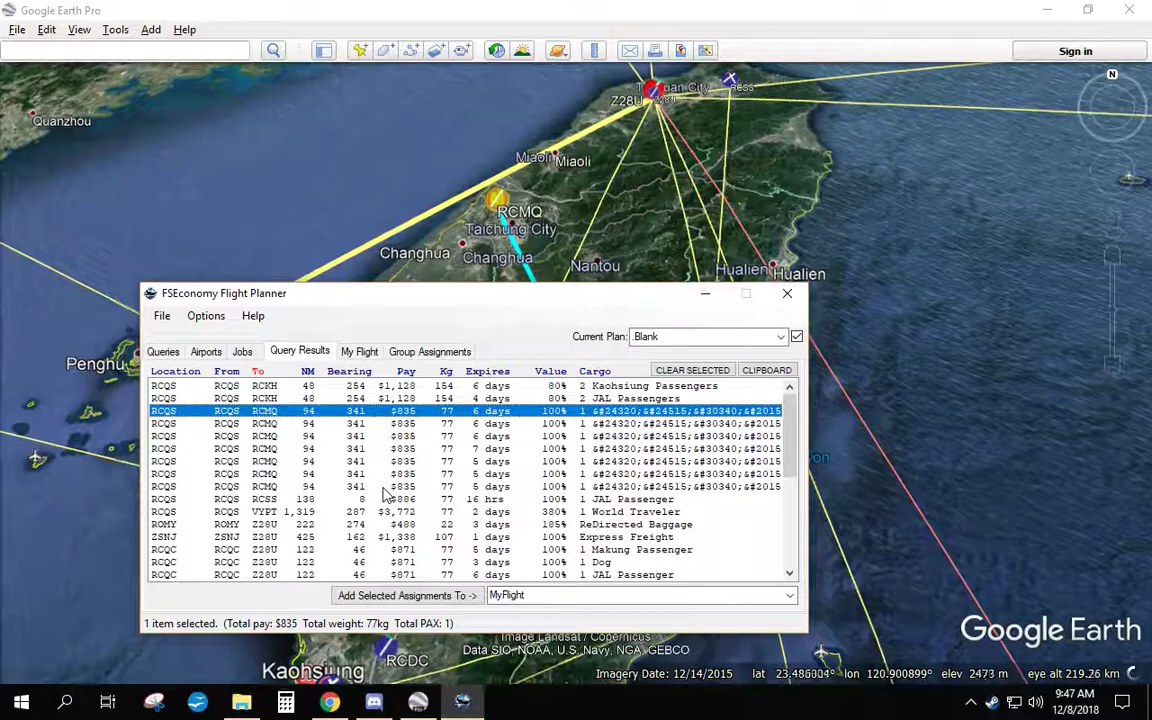 Google Earth Pro
File Edit View Tools Add Help
Sign in
N
Quanzhou
Z28U
RCSS
Miaoli Miaoli
RCMQ
Taichung City
Changhua Changhua
Nantou
Hualien Hualien
Penghu
FSEconomy Flight Planner
File Options Help
Current Plan: .Blank
Queries Airports Jobs Query Results My Flight Group Assignments
Location From To NM Bearing Pay Kg Expires Value Cargo CLEAR SELECTED CLIPBOARD
RCQS RCQS RCKH 48 254 $1,128 154 6 days 80% 2 Kaohsiung Passengers
RCQS RCQS RCKH 48 254 $1,128 154 4 days 80% 2 JAL Passengers
RCQS RCQS RCMQ 94 341 $835 77 6 days 100% 1 &#24320;&#24515;&#30340;&#2015
RCQS RCQS RCMQ 94 341 $835 77 6 days 100% 1 &#24320;&#24515;&#30340;&#2015
RCQS RCQS RCMQ 94 341 $835 77 6 days 100% 1 &#24320;&#24515;&#30340;&#2015
RCQS RCQS RCMQ 94 341 $835 77 7 days 100% 1 &#24320;&#24515;&#30340;&#2015
RCQS RCQS RCMQ 94 341 $835 77 5 days 100% 1 &#24320;&#24515;&#30340;&#2015
RCQS RCQS RCMQ 94 341 $835 77 5 days 100% 1 &#24320;&#24515;&#30340;&#2015
RCQS RCQS RCMQ 94 341 $835 77 5 days 100% 1 &#24320;&#24515;&#30340;&#2015
RCQS RCQS RCSS 138 8 $886 77 16 hrs 100% 1 JAL Passenger
RCQS RCQS VYPT 1,319 287 $3,772 77 2 days 380% 1 World Traveler
ROMY ROMY Z28U 222 274 $488 22 3 days 185% ReDirected Baggage
ZSNJ ZSNJ Z28U 425 162 $1,338 107 1 days 100% Express Freight
RCQC RCQC Z28U 122 46 $871 77 5 days 100% 1 Makung Passenger
RCQC RCQC Z28U 122 46 $871 77 3 days 100% 1 Dog
RCQC RCQC Z28U 122 46 $871 77 6 days 100% 1 JAL Passenger
Add Selected Assignments To -> MyFlight
1 item selected. (Total pay: $835 Total weight: 77kg Total PAX: 1)
Image Landsat / Copernicus
Data SIO, NOAA, U.S. Navy, NGA, GEBCO
Google Earth
Kaohsiung
RCDC
Imagery Date: 12/14/2015 lat 23.486004° lon 120.900899° elev 2473 m eye alt 219.26 km
9:47 AM
12/8/2018